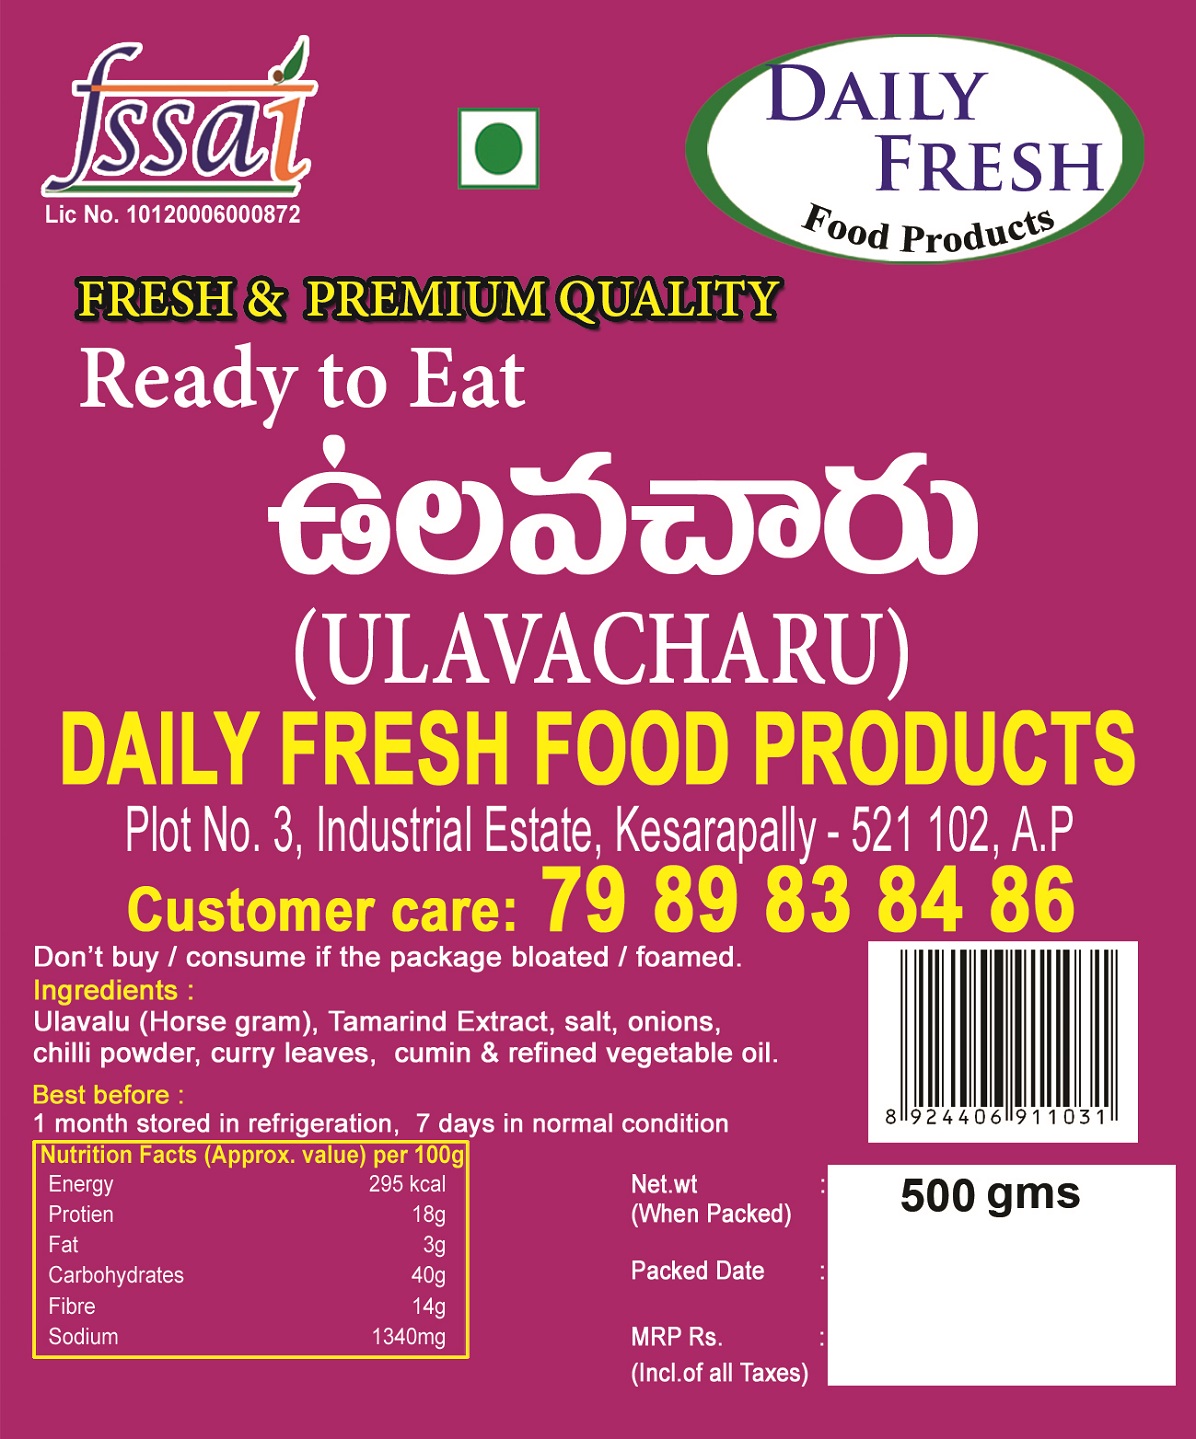 fssai
Lic No. 10120006000872
DAILY
FRESH
Food Products
FRESH & PREMIUM QUALITY
Ready to Eat
ఉలవచారు
(ULAVACHARU)
DAILY FRESH FOOD PRODUCTS
Plot No. 3, Industrial Estate, Kesarapally - 521 102, A.P
Customer care: 79 89 83 84 86
Don't buy / consume if the package bloated / foamed.
Ingredients :
Ulavalu (Horse gram), Tamarind Extract, salt, onions,
chilli powder, curry leaves, cumin & refined vegetable oil.
Best before :
1 month stored in refrigeration, 7 days in normal condition
8 924406 911031
Nutrition Facts (Approx. value) per 100g
Energy 295 kcal
Protien 18g
Fat 3g
Carbohydrates 40g
Fibre 14g
Sodium 1340mg
Net.wt : 500 gms
(When Packed)
Packed Date :
MRP Rs. :
(Incl.of all Taxes)